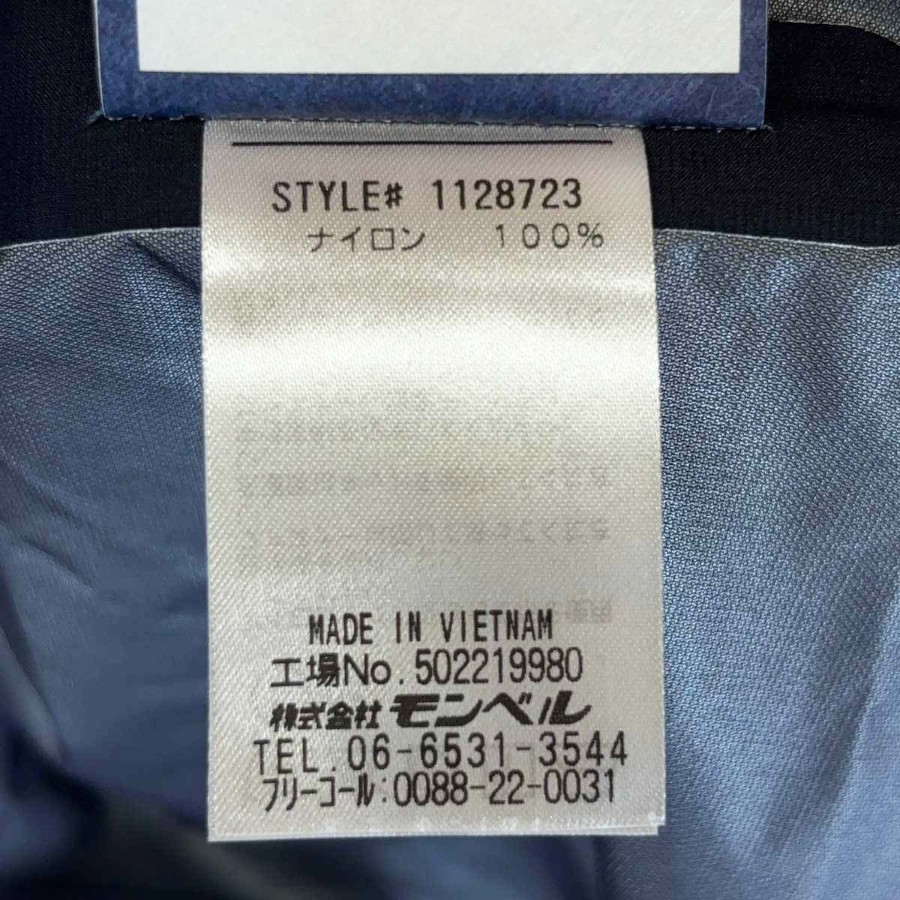 STYLE# 1128723
ナイロン 100%
MADE IN VIETNAM
工場No.502219980
株式会社 モンベル
TEL.06-6531-3544
フリーコール:0088-22-0031